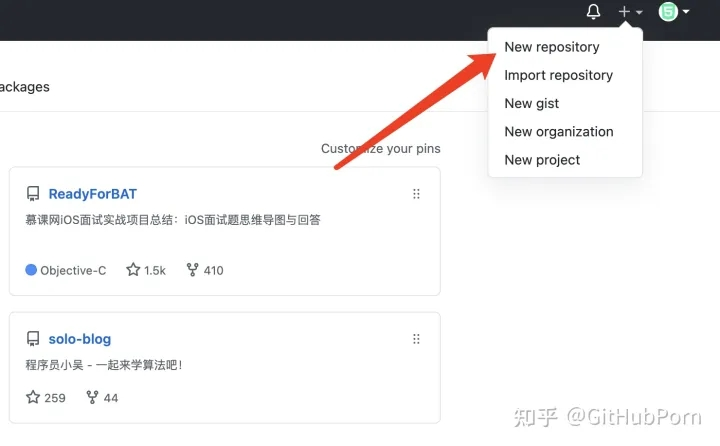 New repository
Import repository
New gist
New organization
New project
ackages
Customize your pins
ReadyForBAT
慕课网iOS面试实战项目总结：iOS面试题思维导图与回答
Objective-C 1.5k 410
solo-blog
程序员小吴 - 一起来学算法吧！
259 44
知乎 @GitHubPorn